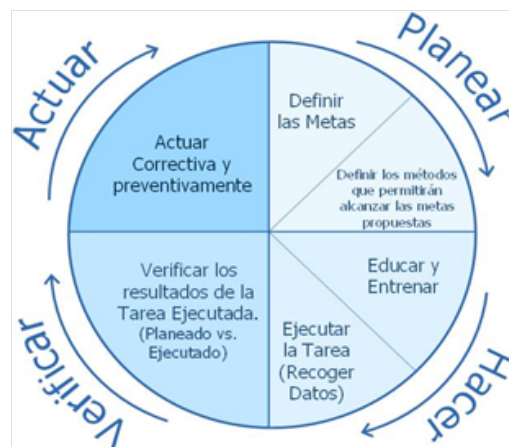 Planear
Definir
las Metas
Definir los métodos
que permitirán
alcanzar las metas
propuestas
Hacer
Educar y
Entrenar
Ejecutar
la Tarea
(Recoger
Datos)
Verificar
Verificar los
resultados de la
Tarea Ejecutada.
(Planeado vs.
Ejecutado)
Actuar
Actuar
Correctiva y
preventivamente